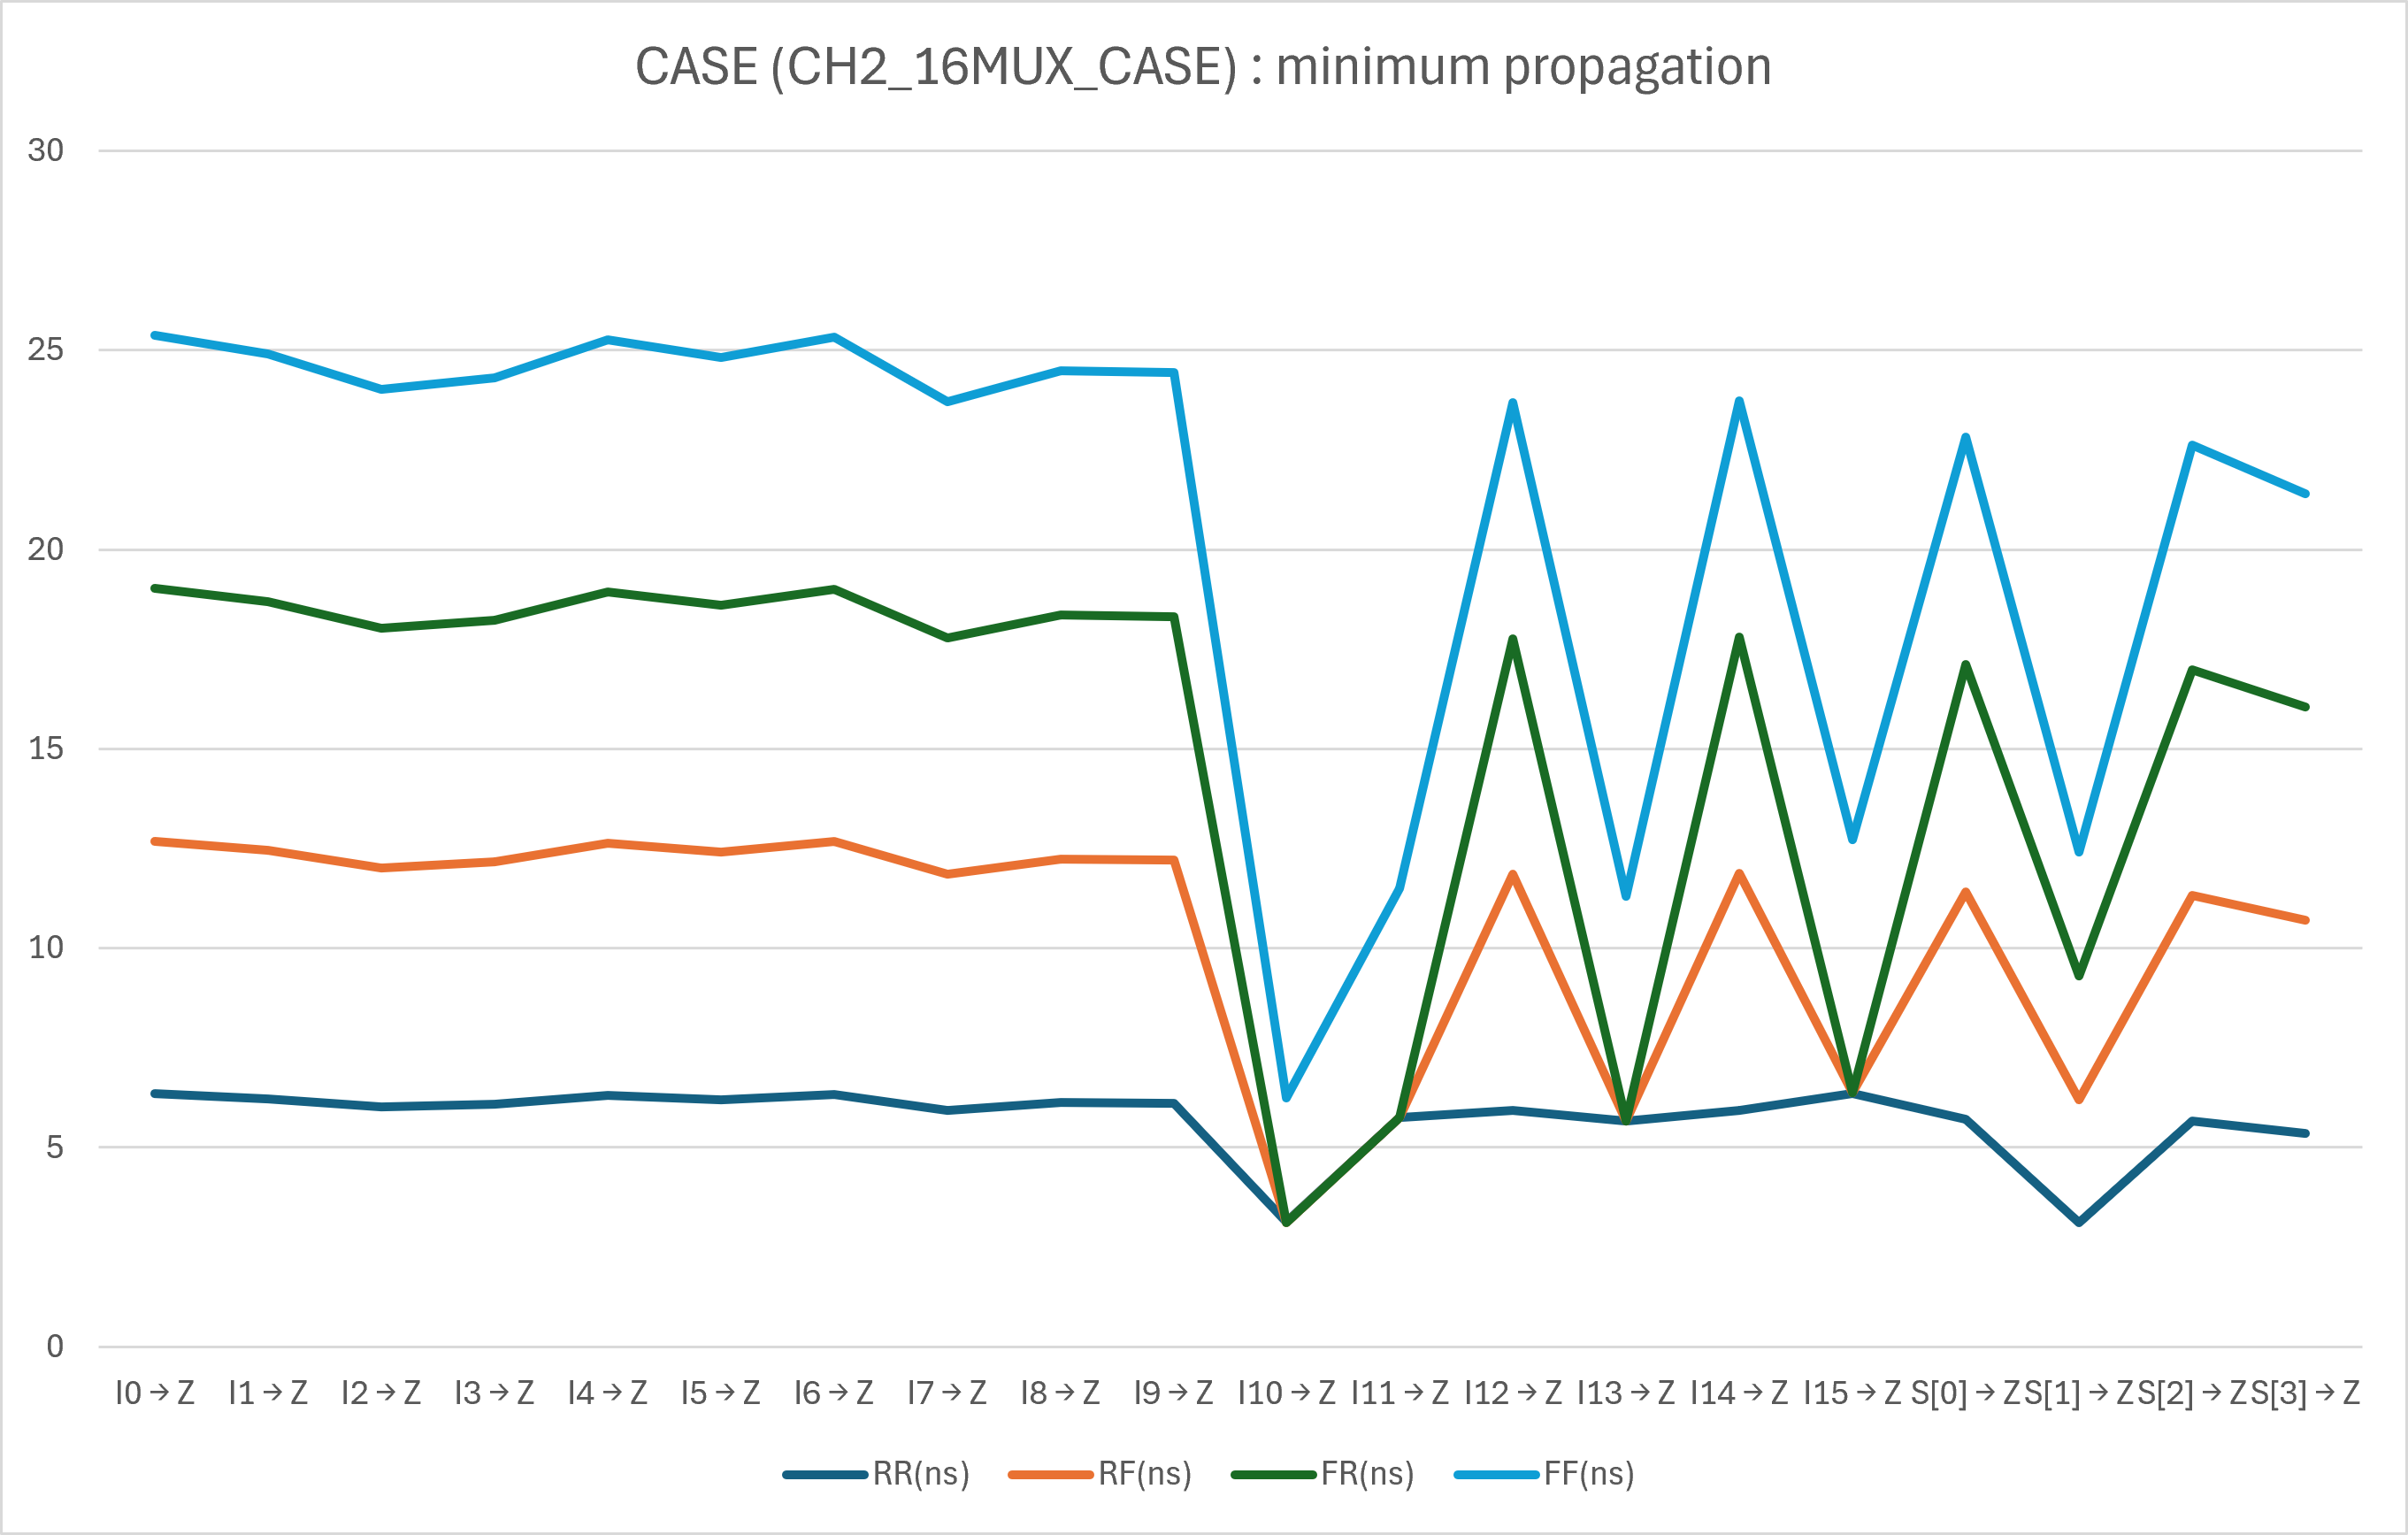 CASE (CH2_16MUX_CASE) : minimum propagation
30
25
20
15
10
5
0
I0 → Z I1 → Z I2 → Z I3 → Z I4 → Z I5 → Z I6 → Z I7 → Z I8 → Z I9 → Z I10 → Z I11 → Z I12 → Z I13 → Z I14 → Z I15 → Z S[0] → Z S[1] → Z S[2] → Z S[3] → Z
RR(ns) RF(ns) FR(ns) FF(ns)